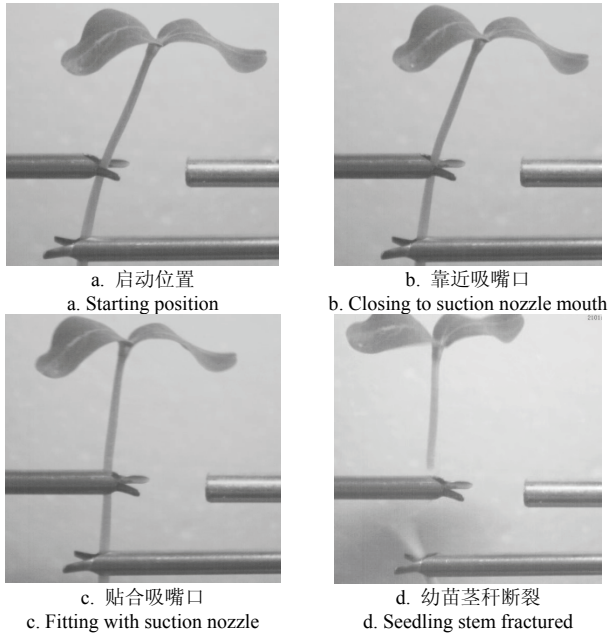 a. 启动位置
a. Starting position
b. 靠近吸嘴口
b. Closing to suction nozzle mouth
c. 贴合吸嘴口
c. Fitting with suction nozzle
d. 幼苗茎秆断裂
d. Seedling stem fractured